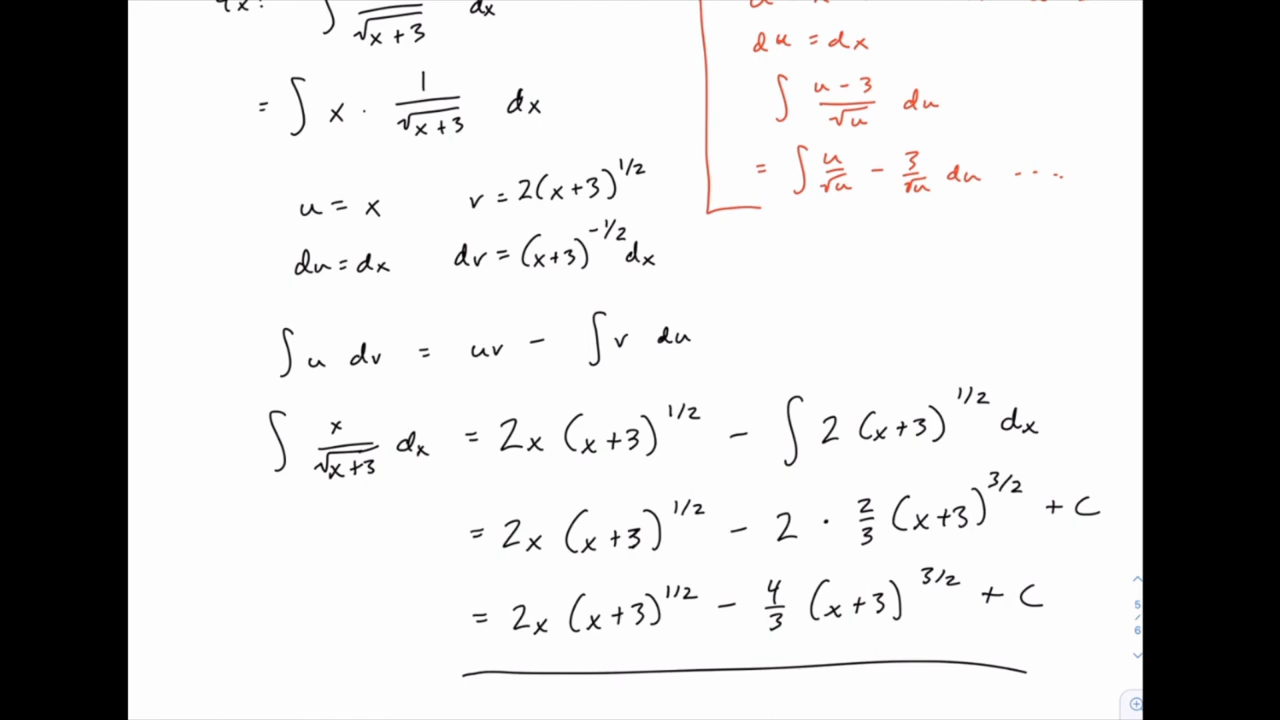 ∫ x/√(x+3) dx
= ∫ x · 1/√(x+3) dx
u = x    v = 2(x+3)^1/2
du = dx    dv = (x+3)^-1/2 dx
∫ u dv = uv - ∫ v du
∫ x/√(x+3) dx = 2x (x+3)^1/2 - ∫ 2 (x+3)^1/2 dx
= 2x (x+3)^1/2 - 2 · 2/3 (x+3)^3/2 + C
= 2x (x+3)^1/2 - 4/3 (x+3)^3/2 + C
du = dx
∫ (u-3)/√u du
= ∫ u/√u - 3/√u du ....
5
/
6